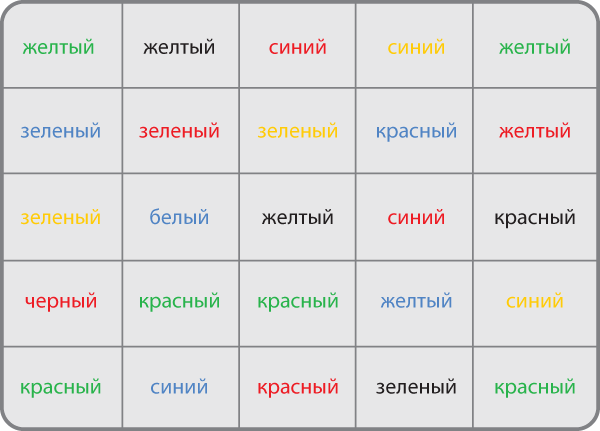 желтый желтый синий синий желтый
зеленый зеленый зеленый красный желтый
зеленый белый желтый синий красный
черный красный красный желтый синий
красный синий красный зеленый красный